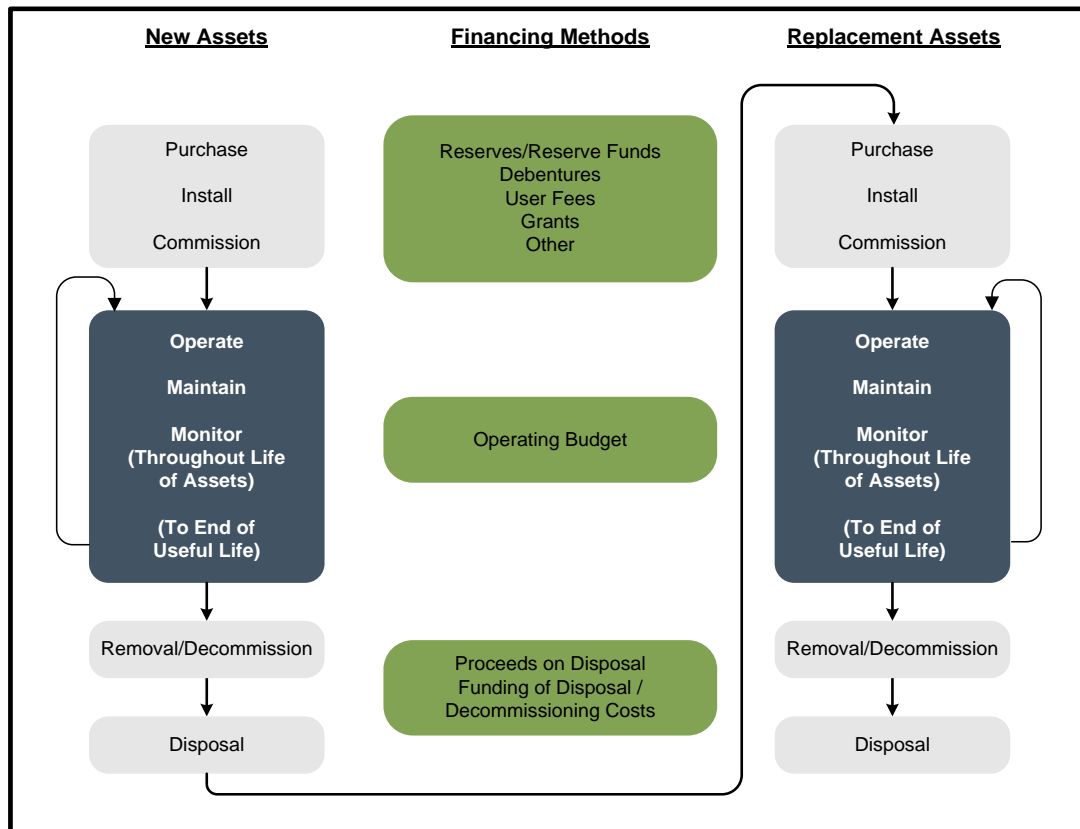 New Assets
Financing Methods
Replacement Assets
Purchase
Install
Commission
Operate
Maintain
Monitor
(Throughout Life
of Assets)
(To End of
Useful Life)
Removal/Decommission
Disposal
Reserves/Reserve Funds
Debentures
User Fees
Grants
Other
Operating Budget
Proceeds on Disposal
Funding of Disposal /
Decommissioning Costs
Purchase
Install
Commission
Operate
Maintain
Monitor
(Throughout Life
of Assets)
(To End of
Useful Life)
Removal/Decommission
Disposal